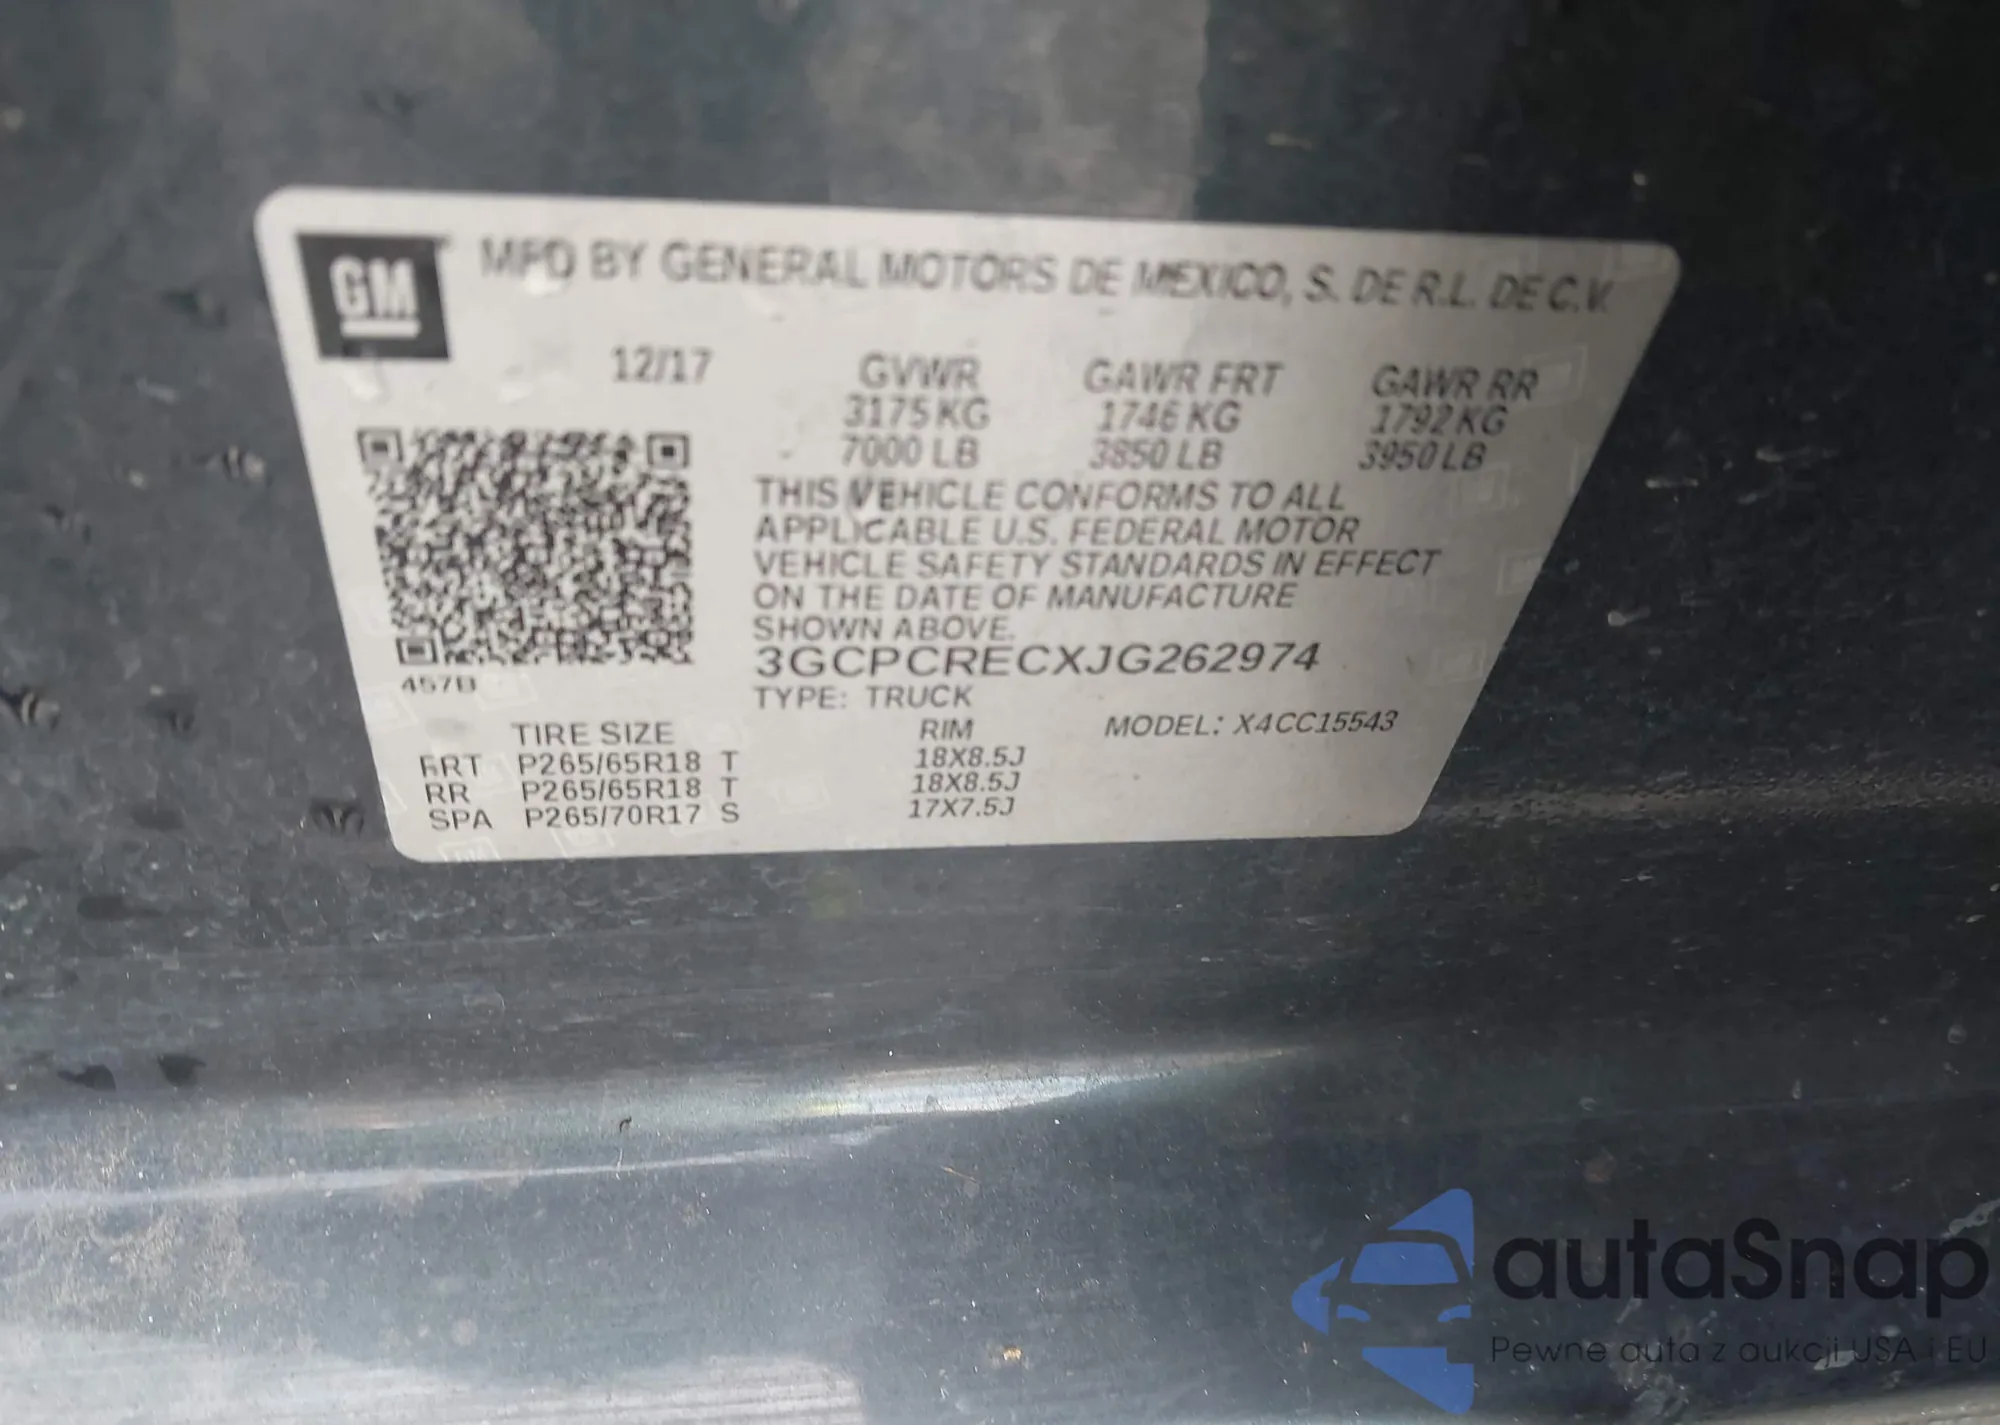 GM
MFD BY GENERAL MOTORS DE MEXICO, S. DE R.L. DE C.V.
12/17 GVWR GAWR FRT GAWR RR
3175 KG 1746 KG 1792 KG
7000 LB 3850 LB 3950 LB
THIS VEHICLE CONFORMS TO ALL
APPLICABLE U.S. FEDERAL MOTOR
VEHICLE SAFETY STANDARDS IN EFFECT
ON THE DATE OF MANUFACTURE
SHOWN ABOVE.
3GCPCRECXJG262974
457B
TYPE: TRUCK
TIRE SIZE RIM MODEL: X4CC15543
FRT P265/65R18 T 18X8.5J
RR P265/65R18 T 18X8.5J
SPA P265/70R17 S 17X7.5J
autaSnap
Pewne auta z aukcji USA i EU